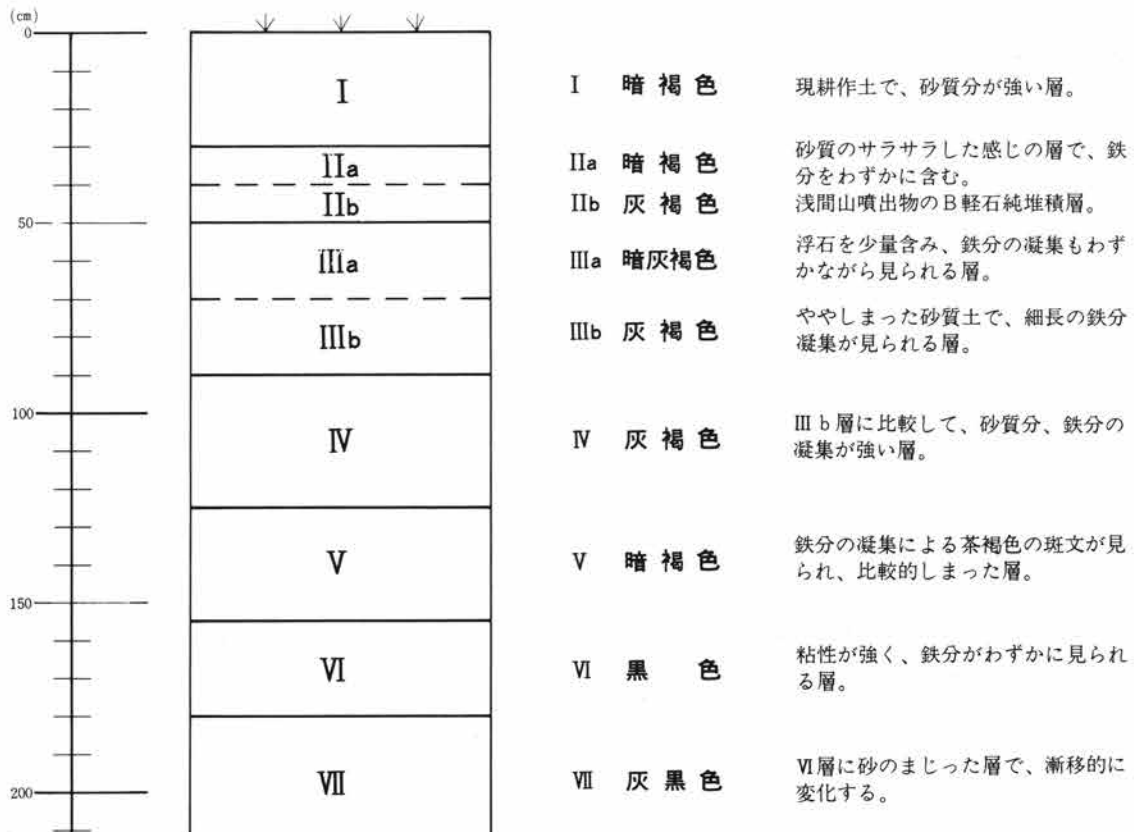 (cm)
0
50
100
150
200
I
IIa
IIb
IIIa
IIIb
IV
V
VI
VII
I 暗褐色 現耕作土で、砂質分が強い層。
IIa 暗褐色 砂質のサラサラした感じの層で、鉄
分をわずかに含む。
IIb 灰褐色 浅間山噴出物のB軽石純堆積層。
IIIa 暗灰褐色 浮石を少量含み、鉄分の凝集もわず
かながら見られる層。
IIIb 灰褐色 ややしまった砂質土で、細長の鉄分
凝集が見られる層。
IV 灰褐色 IIIb層に比較して、砂質分、鉄分の
凝集が強い層。
V 暗褐色 鉄分の凝集による茶褐色の斑文が見
られ、比較的しまった層。
VI 黒色 粘性が強く、鉄分がわずかに見られ
る層。
VII 灰黒色 VI層に砂のまじった層で、漸移的に
変化する。